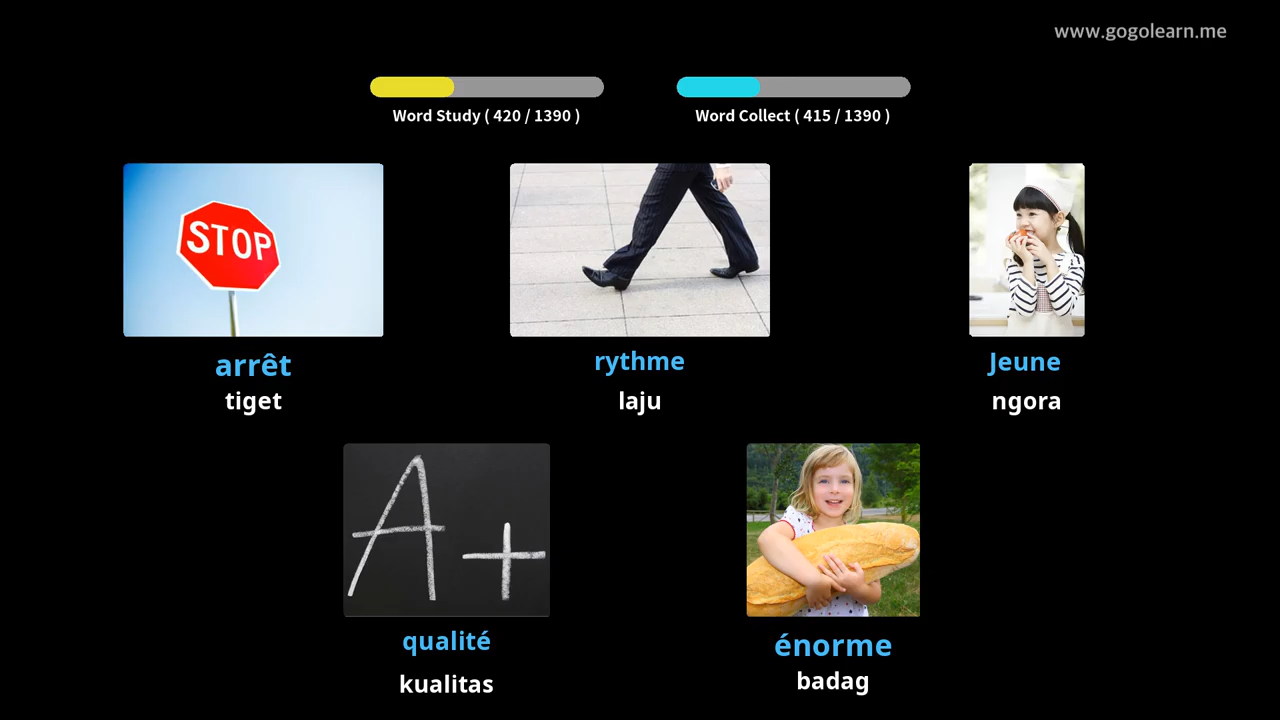 www.gogolearn.me
Word Study ( 420 / 1390 )
Word Collect ( 415 / 1390 )
STOP
arrêt
tiget
rythme
laju
Jeune
ngora
A+
qualité
kualitas
énorme
badag